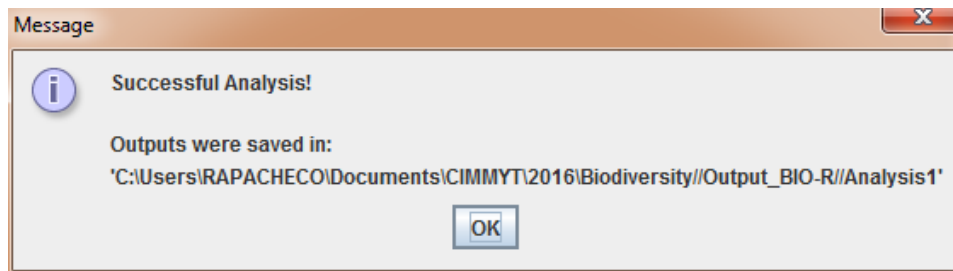 Message
Successful Analysis!
Outputs were saved in:
'C:\Users\RAPACHECO\Documents\CIMMYT\2016\Biodiversity//Output_BIO-R//Analysis1'
OK